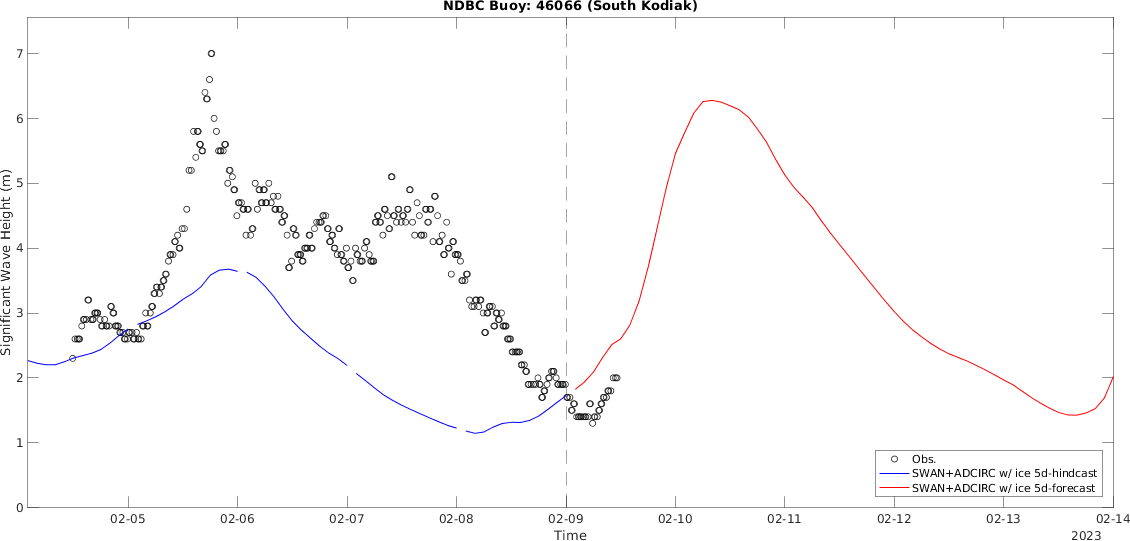 NDBC Buoy: 46066 (South Kodiak)
Significant Wave Height (m)
7
6
5
4
3
2
1
0
Obs.
SWAN+ADCIRC w/ ice 5d-hindcast
SWAN+ADCIRC w/ ice 5d-forecast
02-05 02-06 02-07 02-08 02-09 02-10 02-11 02-12 02-13 02-14
Time
2023